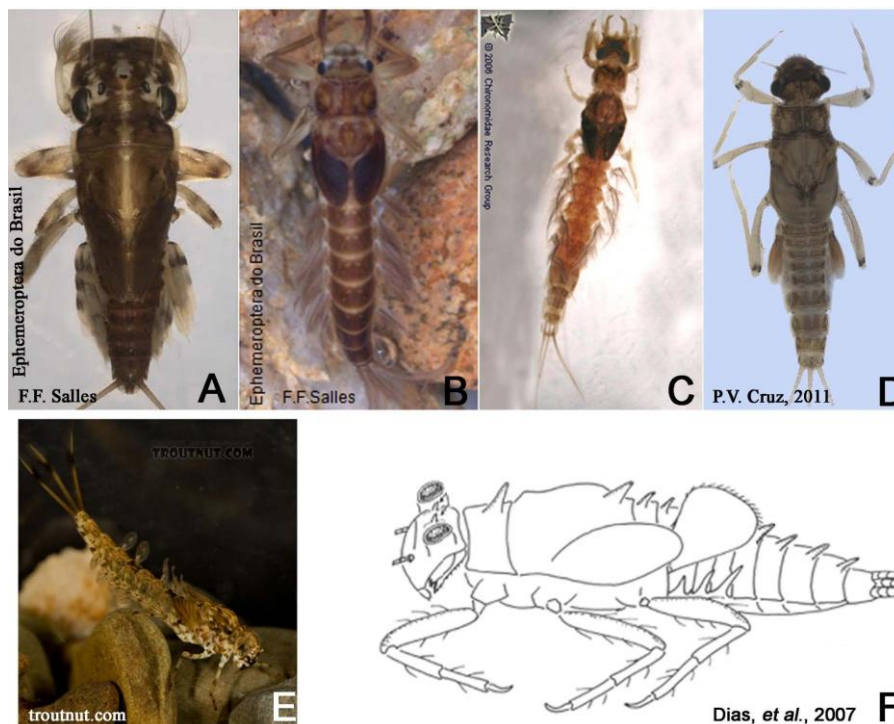 Ephemeroptera do Brasil
F.F. Salles
A
Ephemeroptera do Brasil
F.F.Salles
B
© 2006 Chironomidae Research Group
C
P.V. Cruz, 2011
D
TROUTNUT.COM
troutnut.com
E
Dias, et al., 2007
F